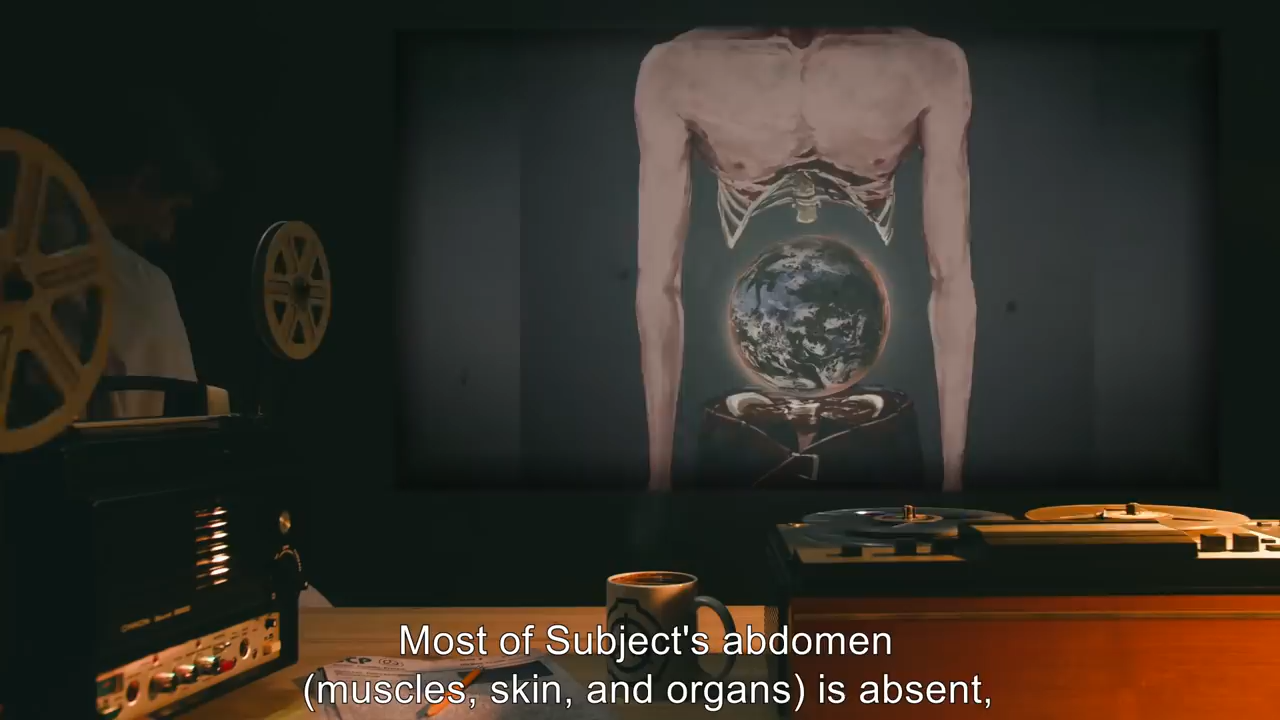 Most of Subject's abdomen
(muscles, skin, and organs) is absent,